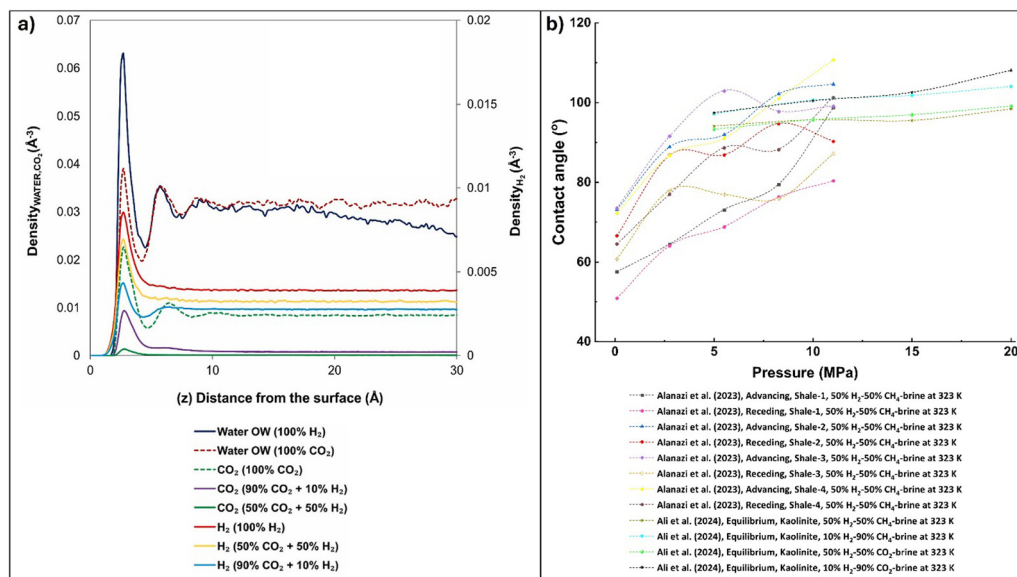 a)
0.07
0.06
0.05
0.04
0.03
0.02
0.01
0
Density_WATER,CO₂ (Å⁻³)
0.02
0.015
0.01
0.005
0
Density_H₂ (Å⁻³)
0 5 10 15 20 25 30
(z) Distance from the surface (Å)
Water OW (100% H₂)
Water OW (100% CO₂)
CO₂ (100% CO₂)
CO₂ (90% CO₂ + 10% H₂)
CO₂ (50% CO₂ + 50% H₂)
H₂ (100% H₂)
H₂ (50% CO₂ + 50% H₂)
H₂ (90% CO₂ + 10% H₂)
b)
120
100
80
60
40
Contact angle (°)
0 5 10 15 20
Pressure (MPa)
Alanazi et al. (2023), Advancing, Shale-1, 50% H₂-50% CH₄-brine at 323 K
Alanazi et al. (2023), Receding, Shale-1, 50% H₂-50% CH₄-brine at 323 K
Alanazi et al. (2023), Advancing, Shale-2, 50% H₂-50% CH₄-brine at 323 K
Alanazi et al. (2023), Receding, Shale-2, 50% H₂-50% CH₄-brine at 323 K
Alanazi et al. (2023), Advancing, Shale-3, 50% H₂-50% CH₄-brine at 323 K
Alanazi et al. (2023), Receding, Shale-3, 50% H₂-50% CH₄-brine at 323 K
Alanazi et al. (2023), Advancing, Shale-4, 50% H₂-50% CH₄-brine at 323 K
Alanazi et al. (2023), Receding, Shale-4, 50% H₂-50% CH₄-brine at 323 K
Ali et al. (2024), Equilibrium, Kaolinite, 50% H₂-50% CH₄-brine at 323 K
Ali et al. (2024), Equilibrium, Kaolinite, 10% H₂-90% CH₄-brine at 323 K
Ali et al. (2024), Equilibrium, Kaolinite, 50% H₂-50% CO₂-brine at 323 K
Ali et al. (2024), Equilibrium, Kaolinite, 10% H₂-90% CO₂-brine at 323 K